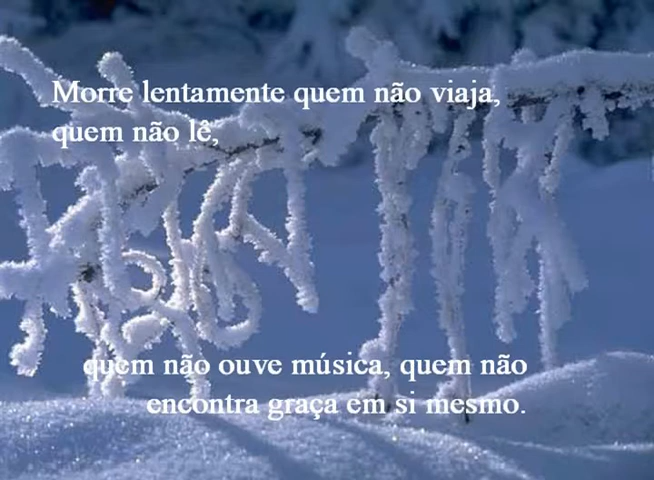 Morre lentamente quem não viaja,
quem não lê,
quem não ouve música, quem não
encontra graça em si mesmo.